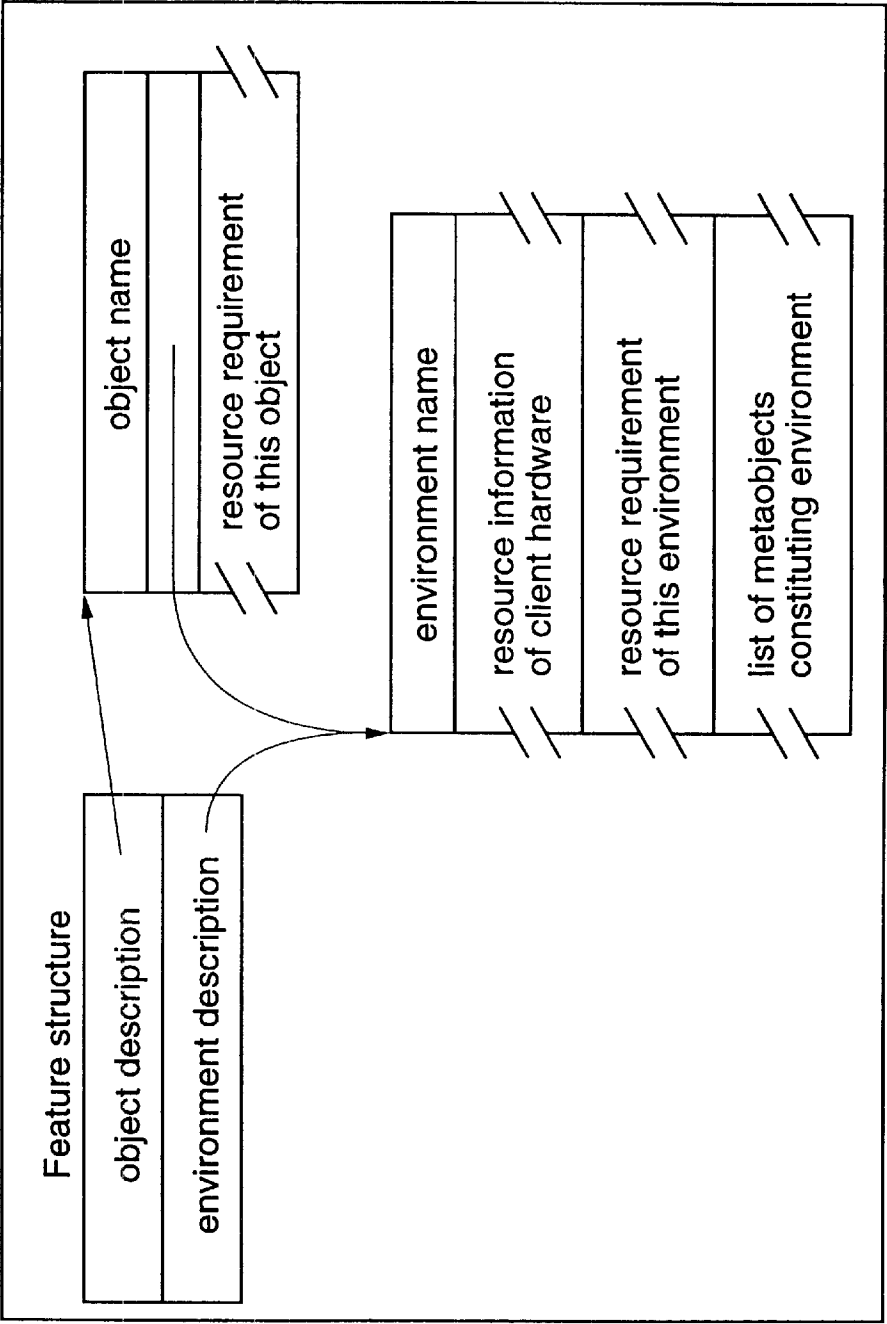 Feature structure
object description
environment description
object name
resource requirement
of this object
environment name
resource information
of client hardware
resource requirement
of this environment
list of metaobjects
constituting environment